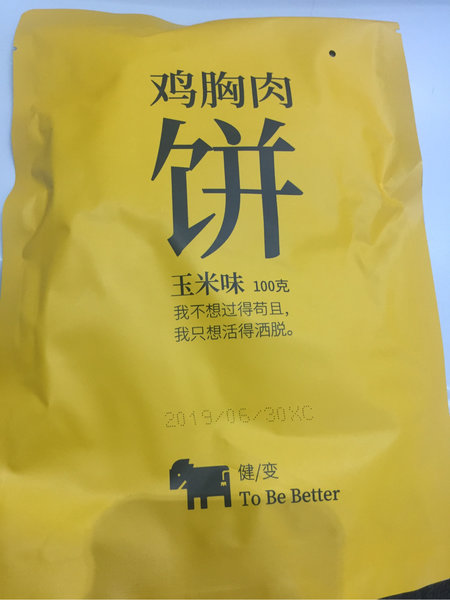 鸡胸肉
饼
玉米味 100克
我不想过得苟且，
我只想活得洒脱。
2019/06/30XC
健/变
To Be Better